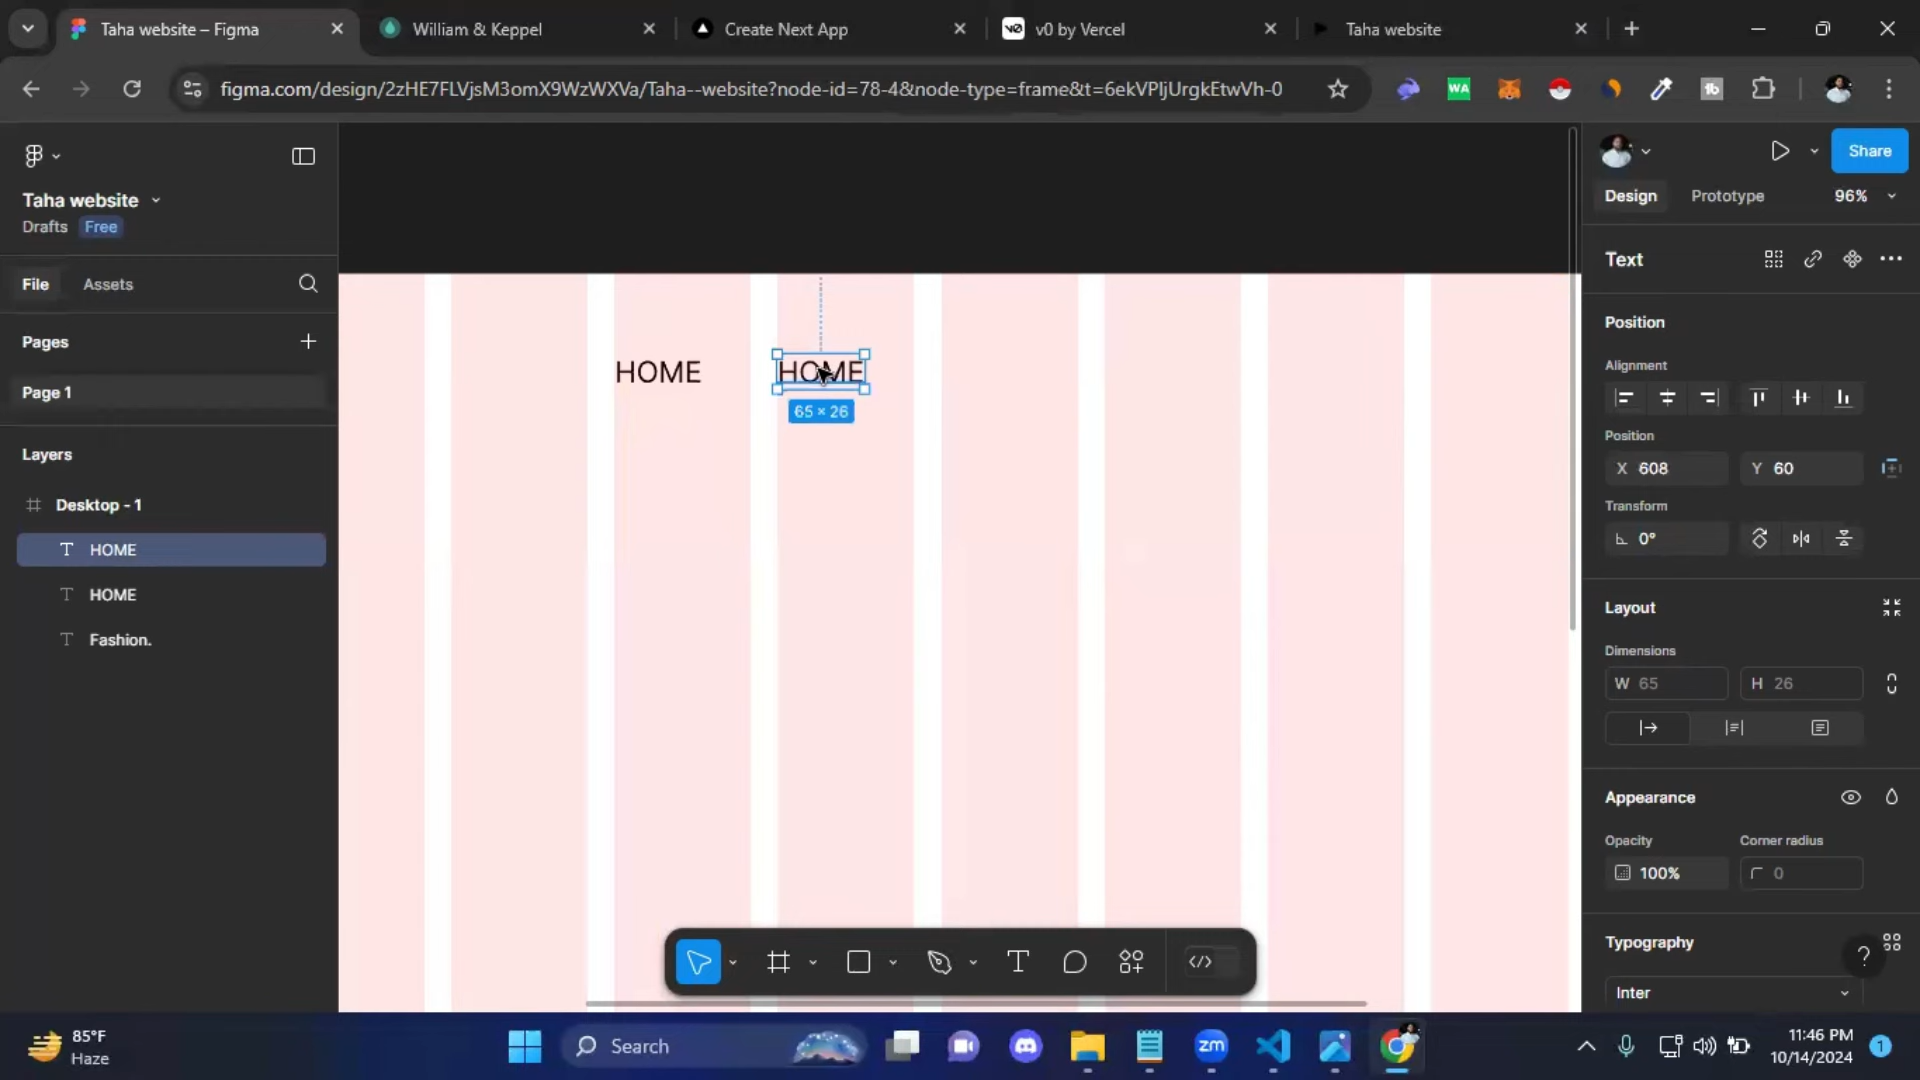 Taha website – Figma
William & Keppel
Create Next App
v0 by Vercel
Taha website
figma.com/design/2zHE7FLVjsM3omX9WzWXVa/Taha--website?node-id=78-4&node-type=frame&t=6ekVPljUrgkEtwVh-0
WA
Taha website
Drafts Free
File Assets
Pages
Page 1
Layers
Desktop - 1
HOME
HOME
Fashion.
HOME HOME
65 × 26
Share
Design Prototype 96%
Text
Position
Alignment
Position
X 608 Y 60
Transform
0°
Layout
Dimensions
W 65 H 26
Appearance
Opacity Corner radius
100% 0
Typography
?
Inter
85°F
Haze
Search
zm
11:46 PM
10/14/2024
1